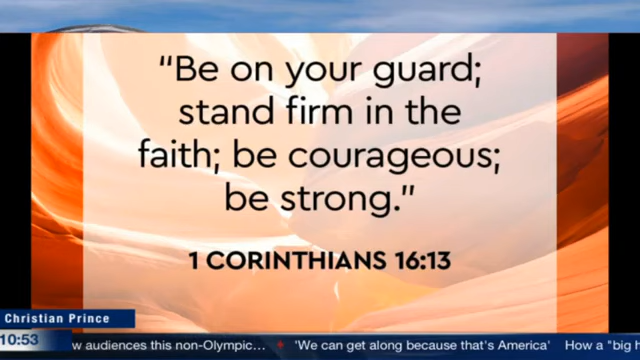 “Be on your guard;
stand firm in the
faith; be courageous;
be strong.”
1 CORINTHIANS 16:13
Christian Prince
10:53
w audiences this non-Olympic... 'We can get along because that's America' How a "big